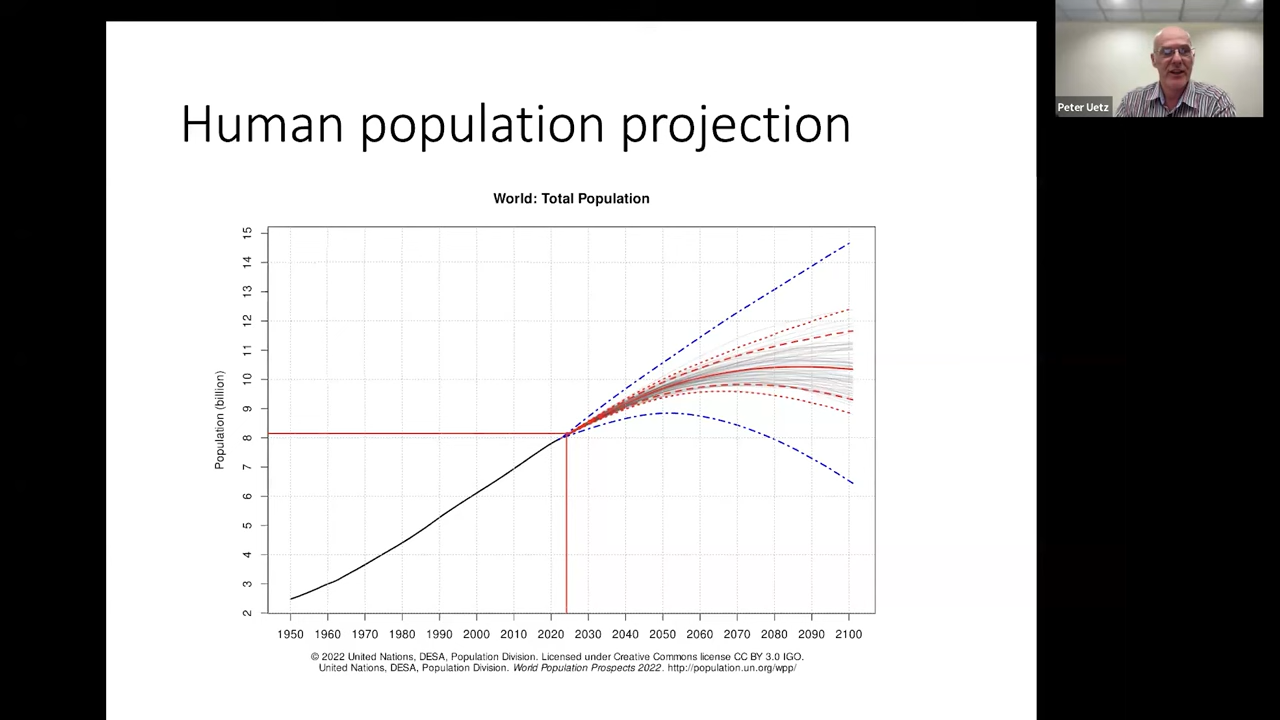 Human population projection
Peter Uetz
World: Total Population
Population (billion)
15
14
13
12
11
10
9
8
7
6
5
4
3
2
1950 1960 1970 1980 1990 2000 2010 2020 2030 2040 2050 2060 2070 2080 2090 2100
© 2022 United Nations, DESA, Population Division. Licensed under Creative Commons license CC BY 3.0 IGO.
United Nations, DESA, Population Division. World Population Prospects 2022. http://population.un.org/wpp/